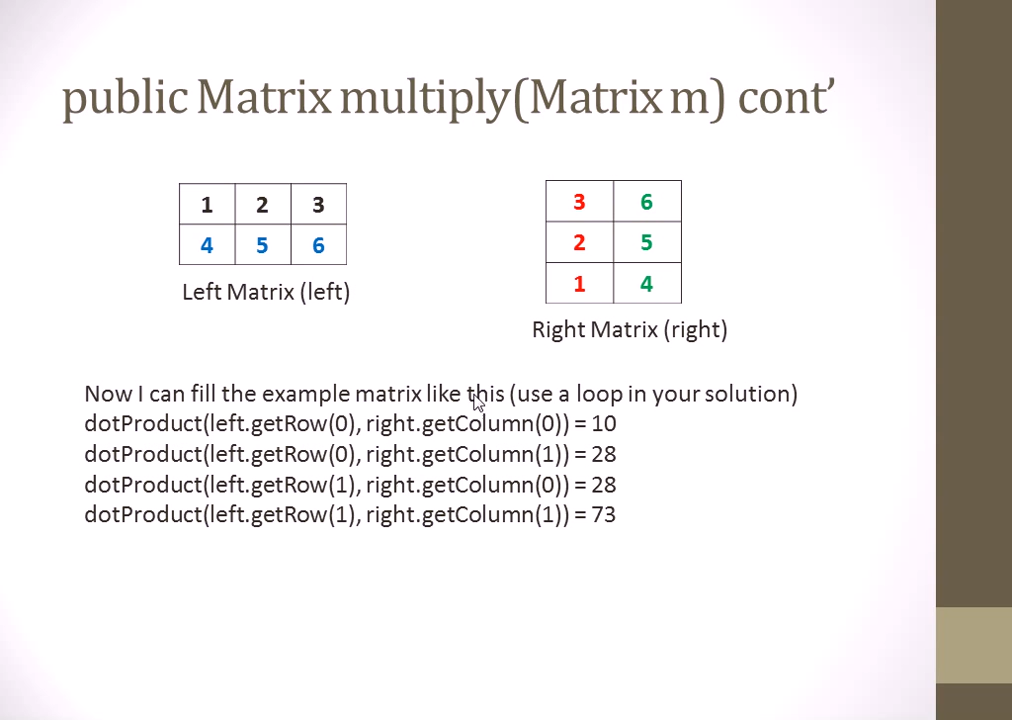 public Matrix multiply(Matrix m) cont’
1 2 3
4 5 6
Left Matrix (left)
3 6
2 5
1 4
Right Matrix (right)
Now I can fill the example matrix like this (use a loop in your solution)
dotProduct(left.getRow(0), right.getColumn(0)) = 10
dotProduct(left.getRow(0), right.getColumn(1)) = 28
dotProduct(left.getRow(1), right.getColumn(0)) = 28
dotProduct(left.getRow(1), right.getColumn(1)) = 73